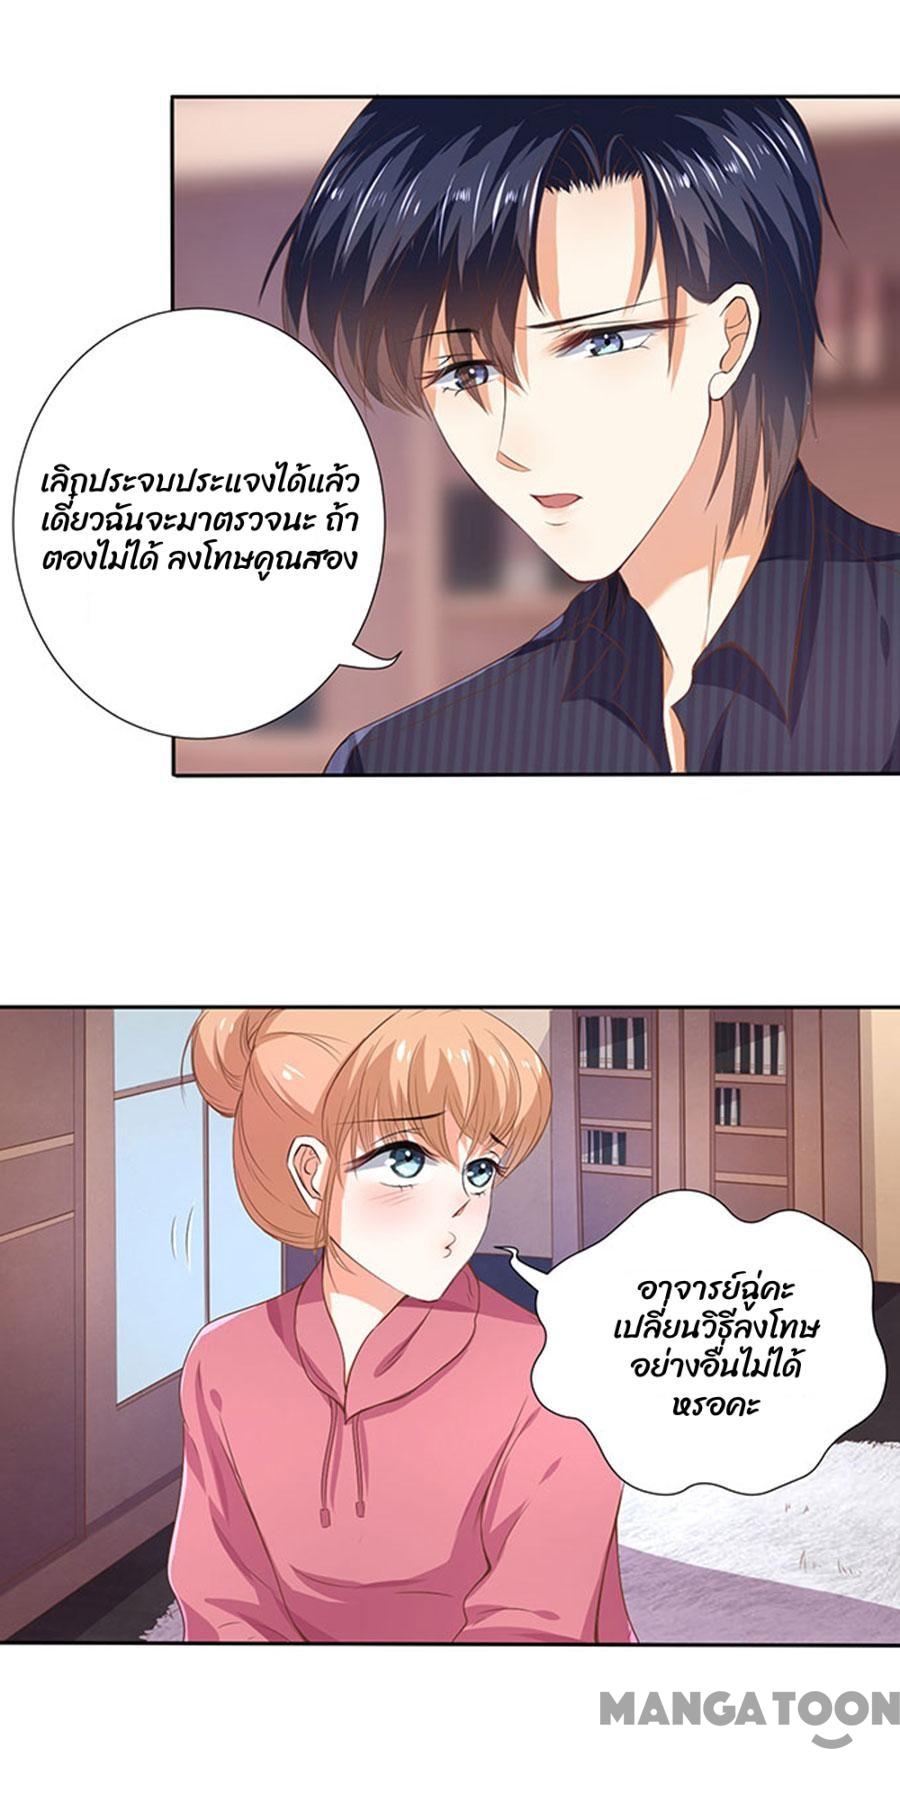 เลิกประจบประแจงได้แล้ว
เดี๋ยวฉันจะมาตรวจนะ ถ้า
ตองไม่ได้ ลงโทษคูณสอง
อาจารย์ฉู่คะ
เปลี่ยนวิธีลงโทษ
อย่างอื่นไม่ได้
หรอคะ
MANGATOON